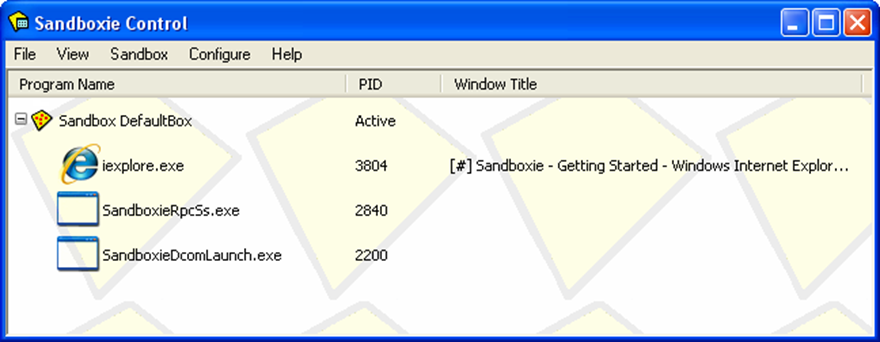 Sandboxie Control
File View Sandbox Configure Help
Program Name PID Window Title
Sandbox DefaultBox Active
iexplore.exe 3804 [#] Sandboxie - Getting Started - Windows Internet Explor...
SandboxieRpcSs.exe 2840
SandboxieDcomLaunch.exe 2200